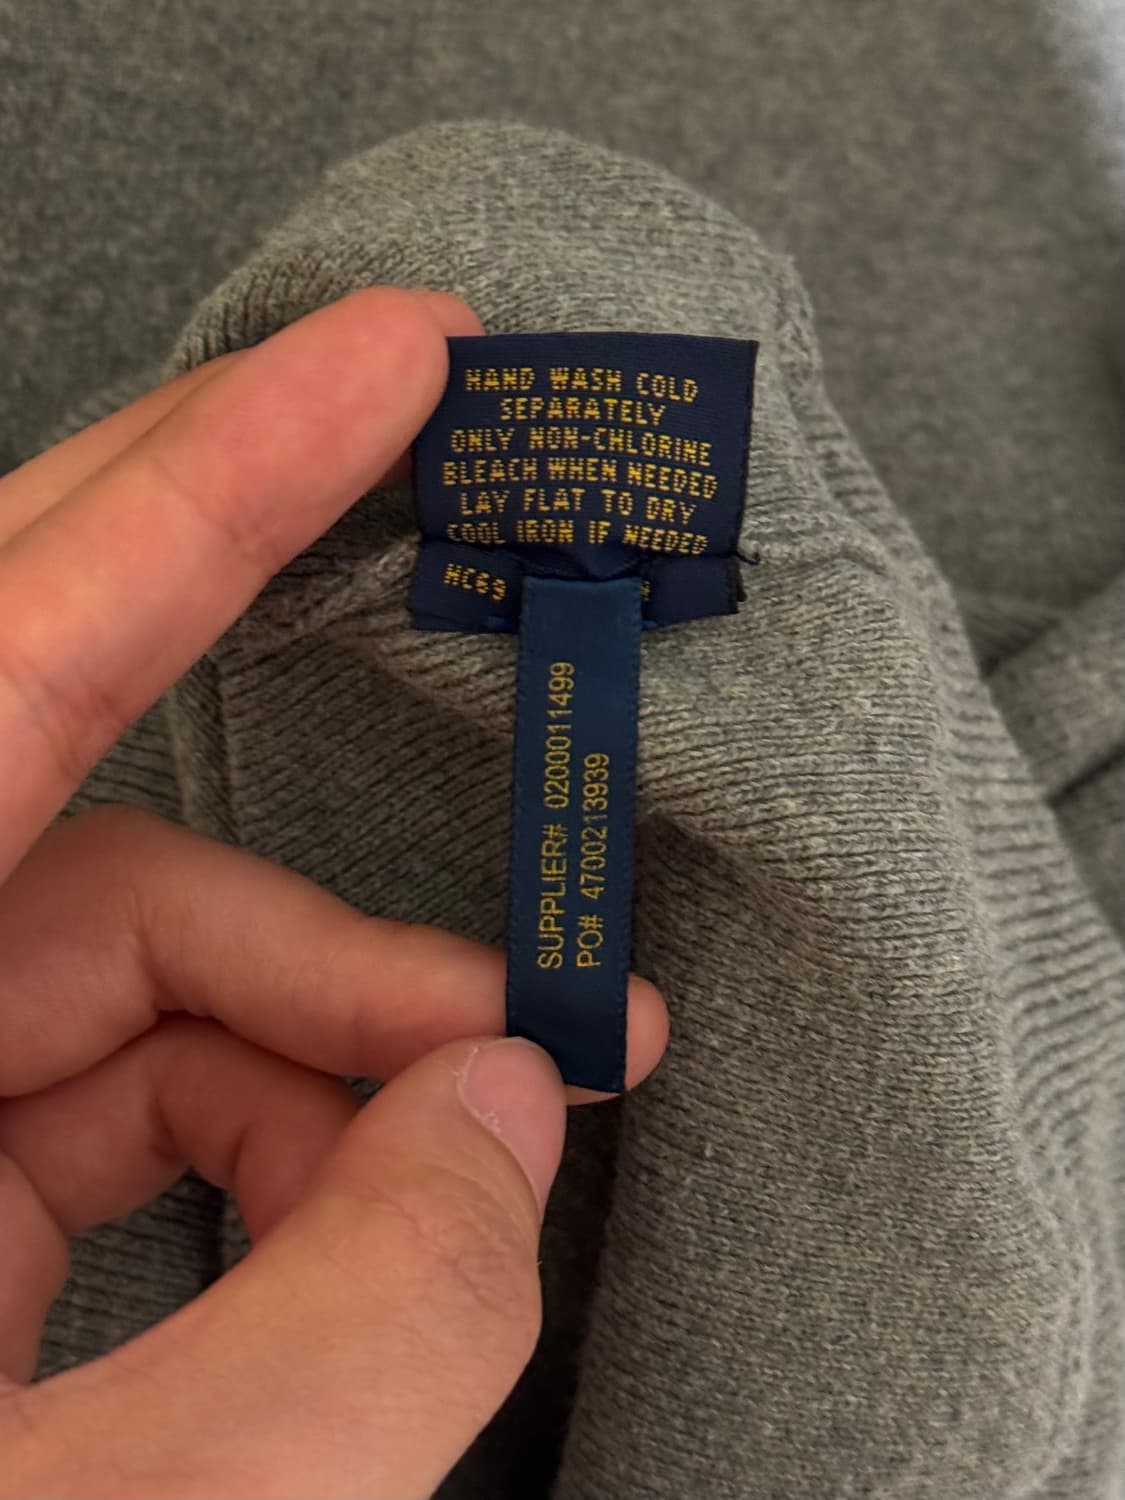 HAND WASH COLD
SEPARATELY
ONLY NON-CHLORINE
BLEACH WHEN NEEDED
LAY FLAT TO DRY
COOL IRON IF NEEDED
HC69
SUPPLIER# 0200011499
PO# 4700213939